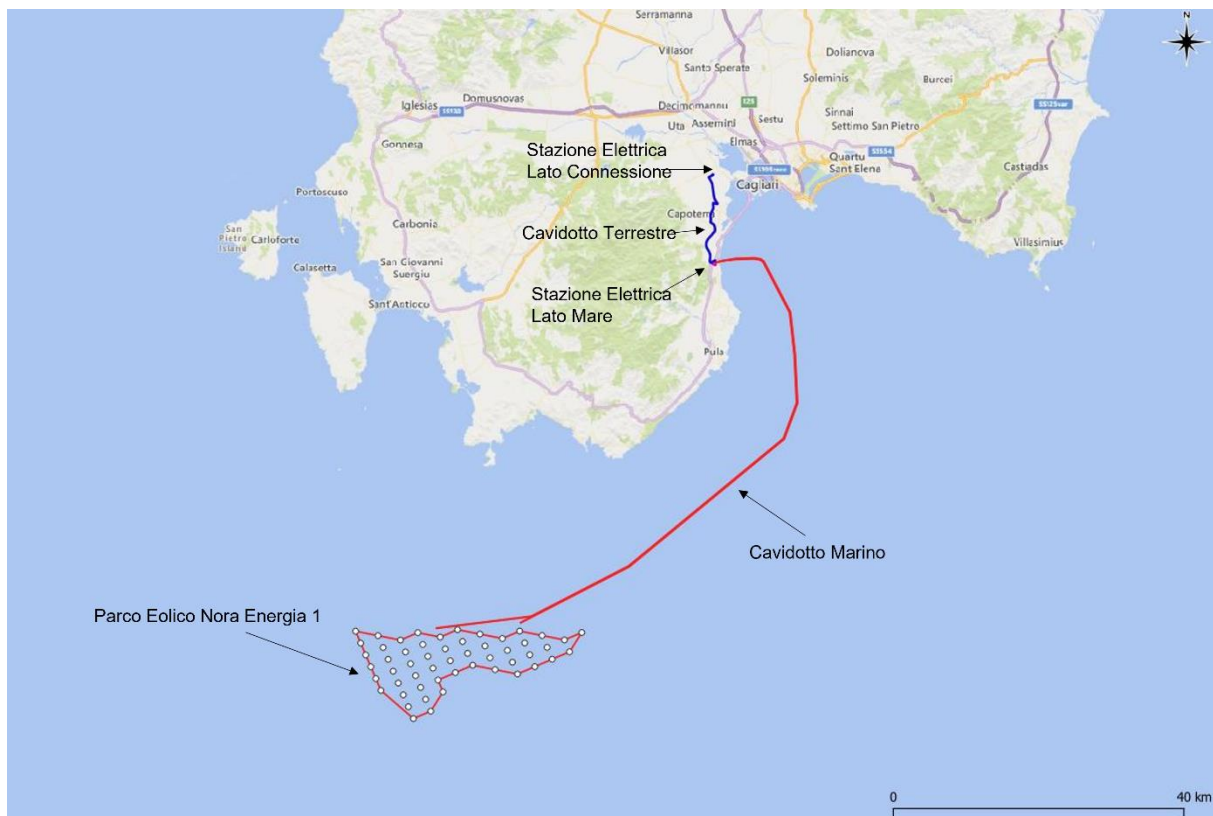 Serramanna
N
Villasor
Dolianova
Santo Sperate
Burcei
Soleminis
Iglesias
Domusnovas
Decimomannu
SS125var
SS130
Sestu
Sinnai
Uta
Assemini
Settimo San Pietro
Gonnesa
Elmas
Stazione Elettrica
Lato Connessione
SS554
Quartu
Sant Elena
Castiadas
Cagliari
Portoscuso
Capoterra
San
Pietro
Island
Carloforte
Carbonia
Cavidotto Terrestre
Villasimius
Calasetta
San Giovanni
Suergiu
Stazione Elettrica
Lato Mare
Sant'Antioco
Pula
Cavidotto Marino
Parco Eolico Nora Energia 1
0
40 km